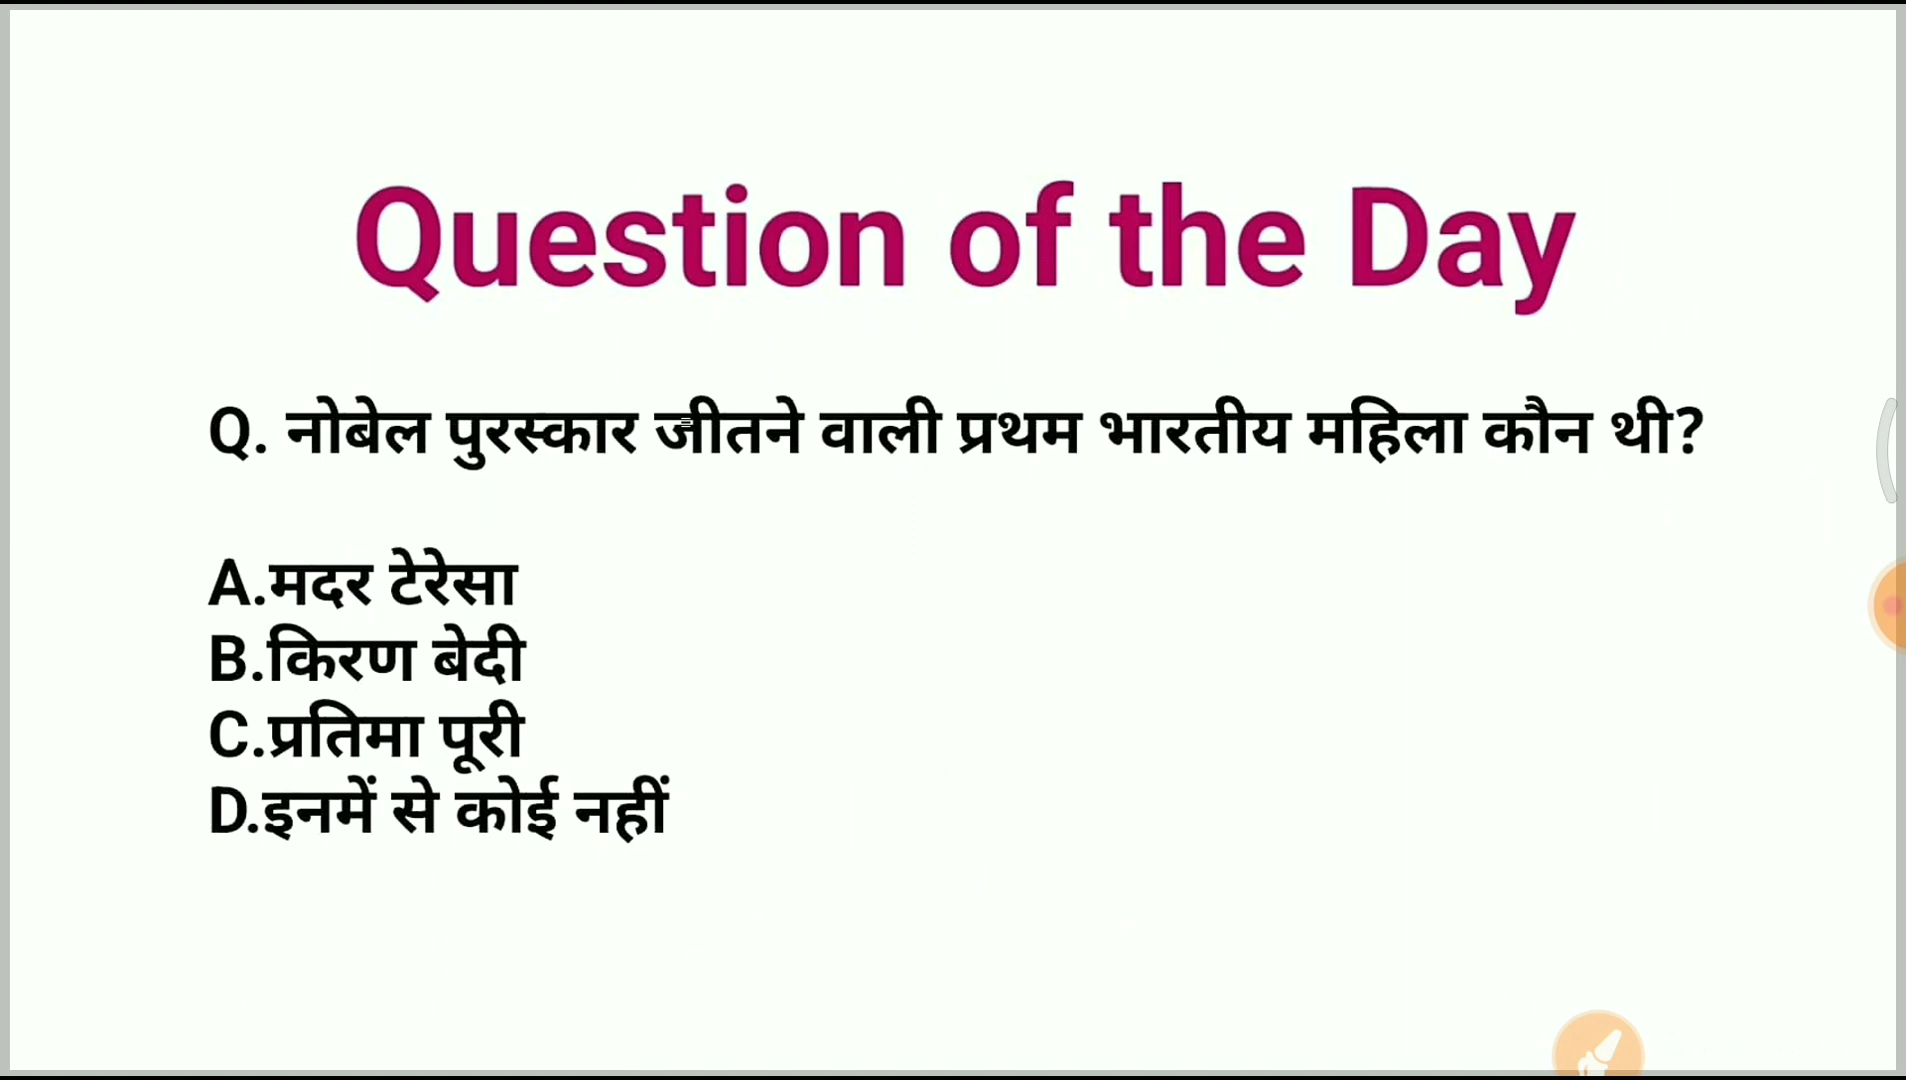 Question of the Day
Q. नोबेल पुरस्कार जीतने वाली प्रथम भारतीय महिला कौन थी?
A.मदर टेरेसा
B.किरण बेदी
C.प्रतिमा पूरी
D.इनमें से कोई नहीं